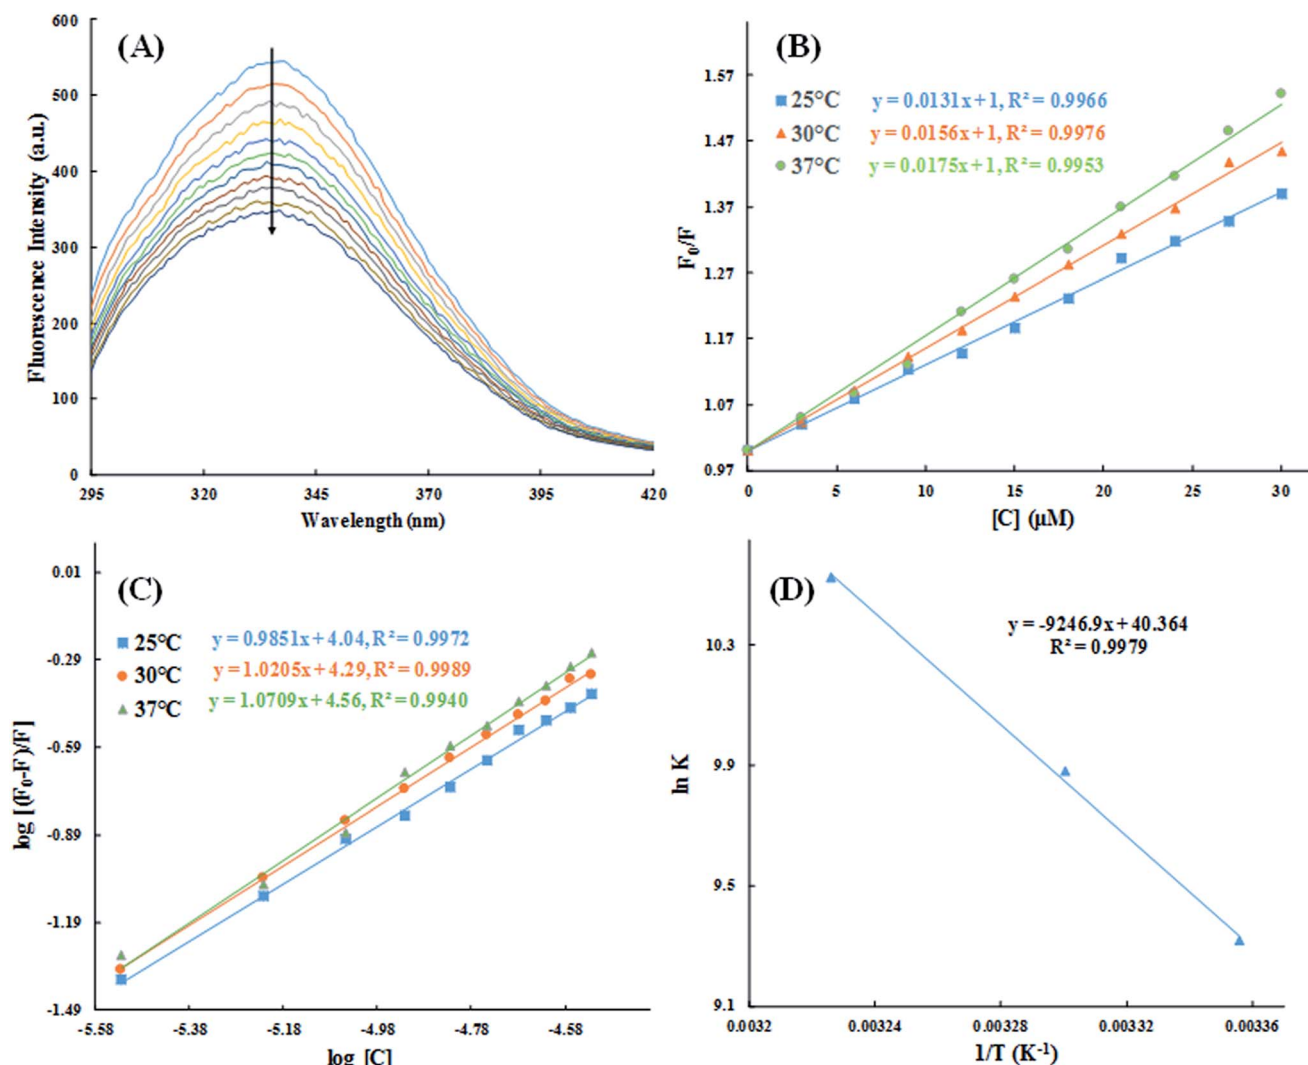 (A)
Fluorescence Intensity (a.u.)
600
500
400
300
200
100
0
295 320 345 370 395 420
Wavelength (nm)
(B)
F₀/F
1.57
1.47
1.37
1.27
1.17
1.07
0.97
25°C y = 0.0131x + 1, R² = 0.9966
30°C y = 0.0156x + 1, R² = 0.9976
37°C y = 0.0175x + 1, R² = 0.9953
0 5 10 15 20 25 30
[C] (µM)
(C)
log [(F₀-F)/F]
0.01
-0.29
-0.59
-0.89
-1.19
-1.49
25°C y = 0.9851x + 4.04, R² = 0.9972
30°C y = 1.0205x + 4.29, R² = 0.9989
37°C y = 1.0709x + 4.56, R² = 0.9940
-5.58 -5.38 -5.18 -4.98 -4.78 -4.58
log [C]
(D)
ln K
10.3
9.9
9.5
9.1
y = -9246.9x + 40.364
R² = 0.9979
0.0032 0.00324 0.00328 0.00332 0.00336
1/T (K⁻¹)